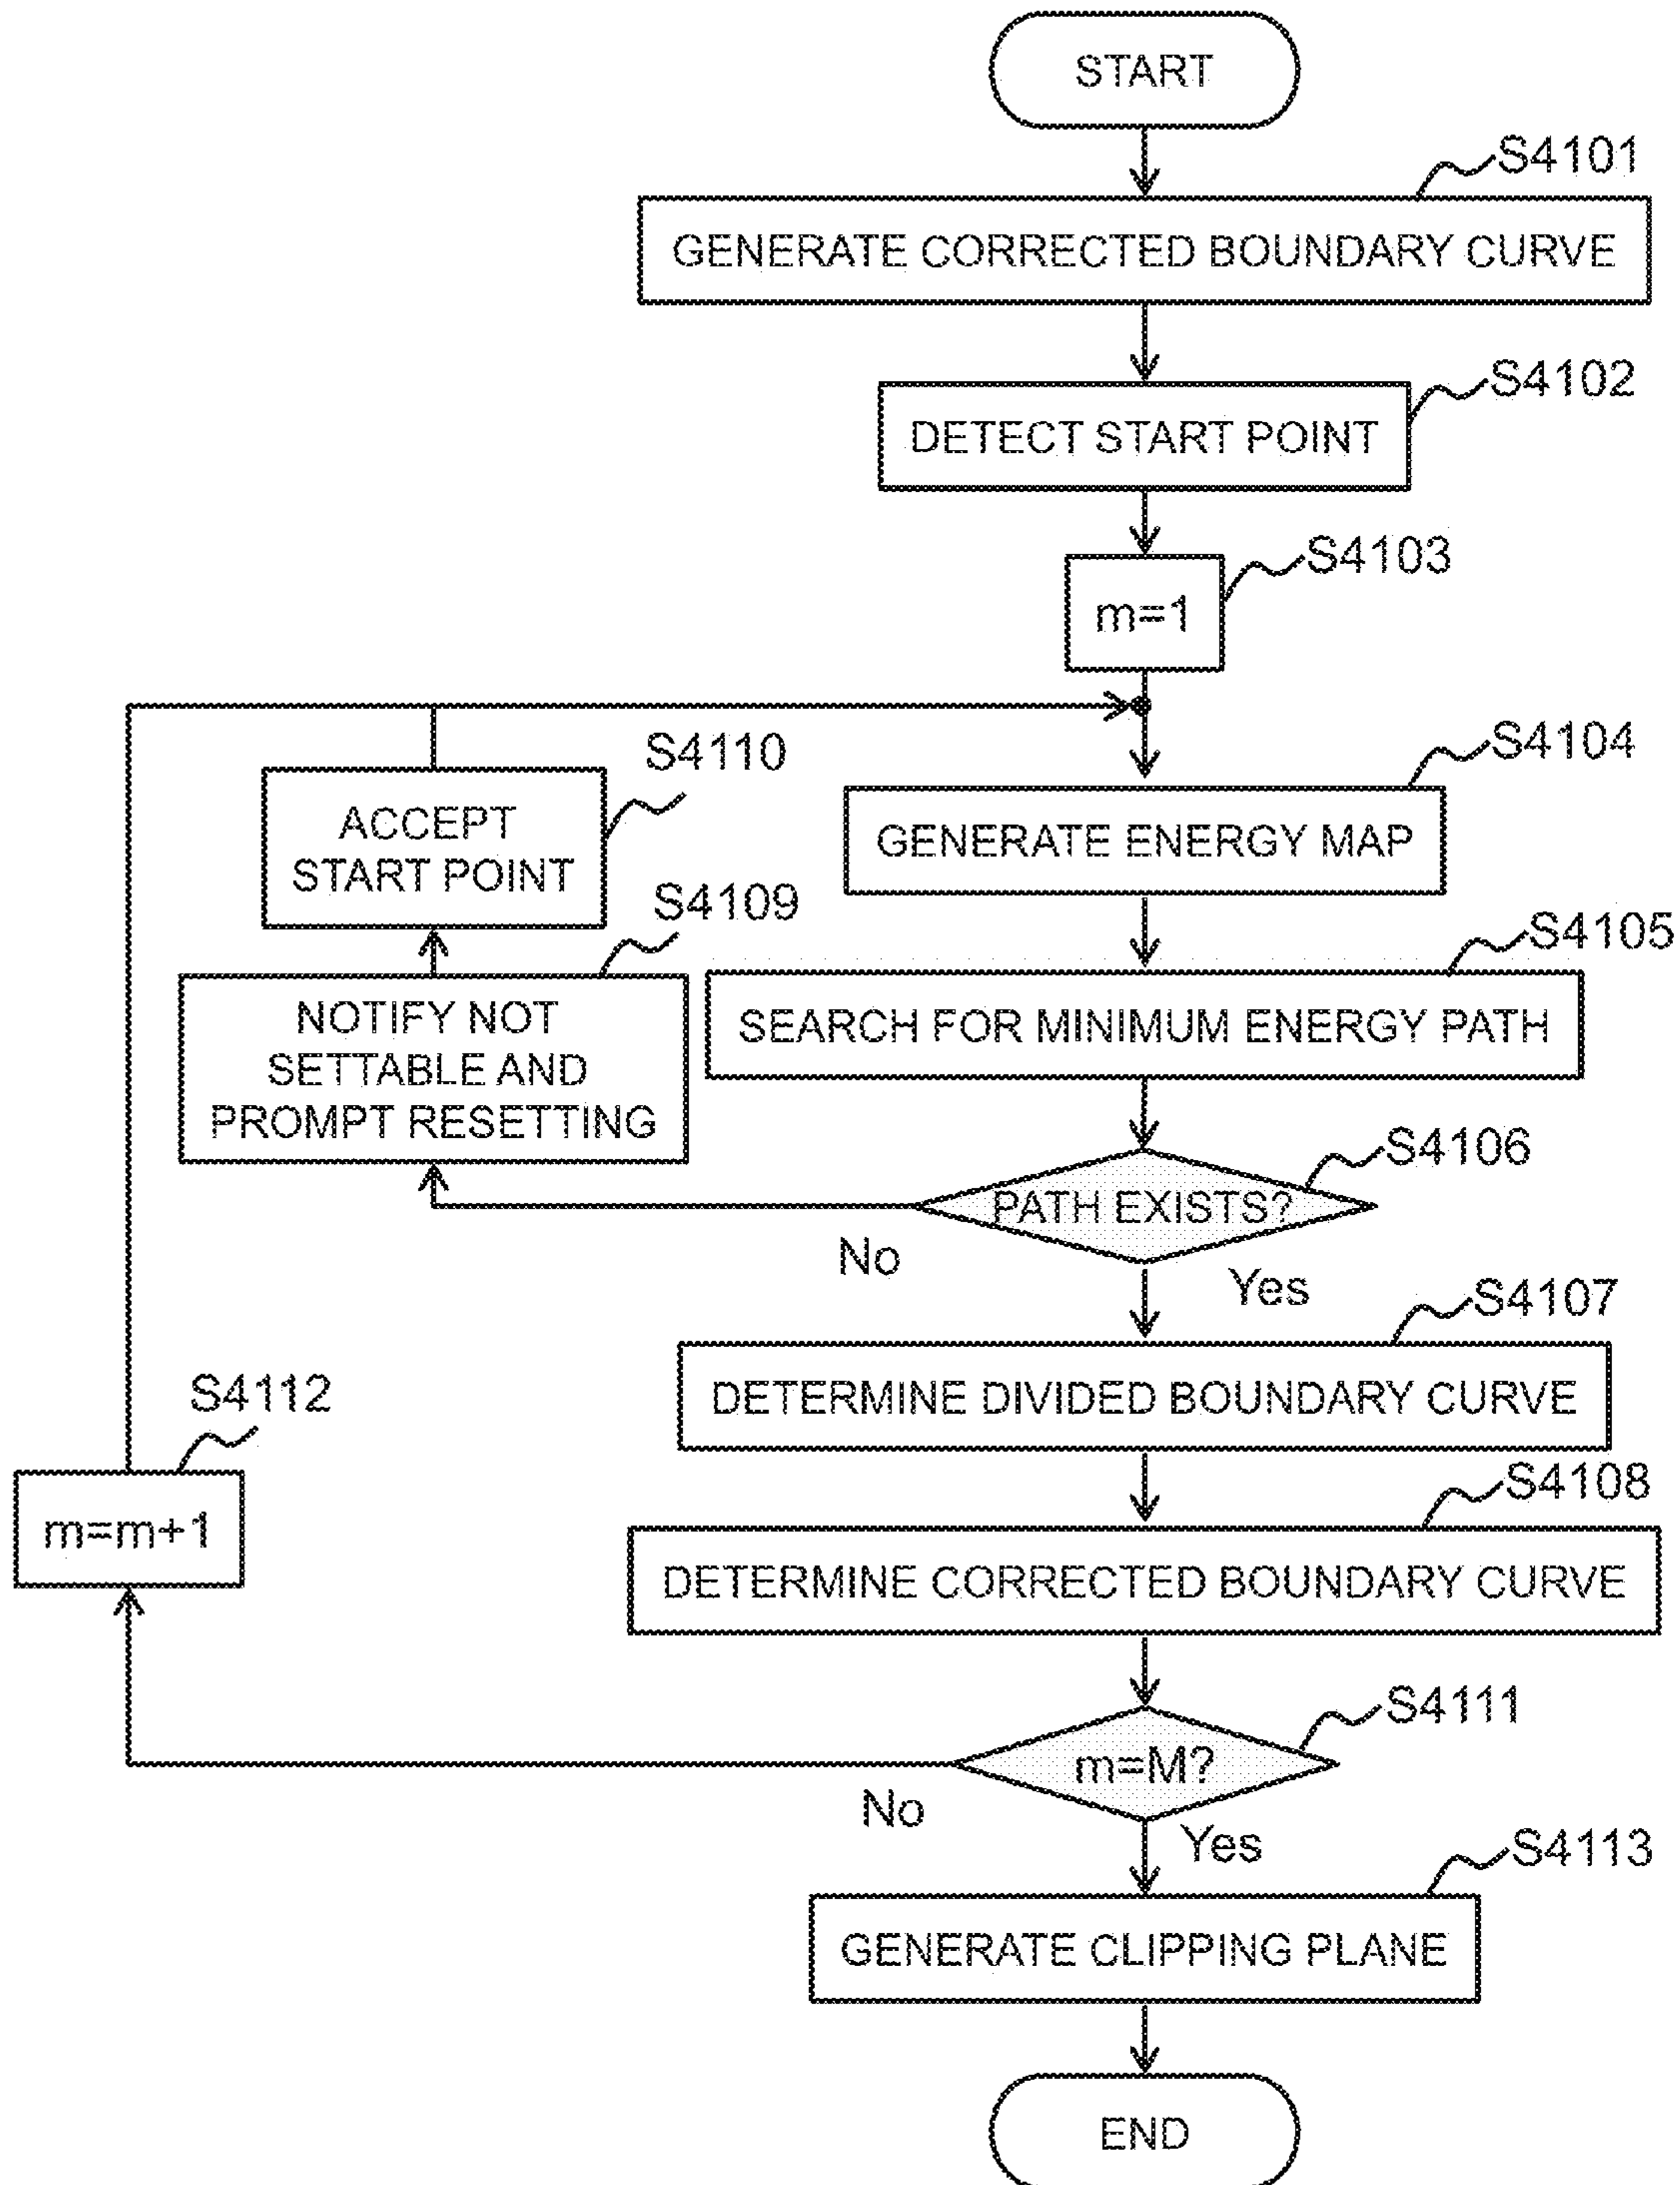 START
S4101
GENERATE CORRECTED BOUNDARY CURVE
S4102
DETECT START POINT
S4103
m=1
S4110
ACCEPT
START POINT
S4104
GENERATE ENERGY MAP
S4109
NOTIFY NOT
SETTABLE AND
PROMPT RESETTING
S4105
SEARCH FOR MINIMUM ENERGY PATH
S4106
PATH EXISTS?
No
Yes
S4107
DETERMINE DIVIDED BOUNDARY CURVE
S4112
m=m+1
S4108
DETERMINE CORRECTED BOUNDARY CURVE
S4111
m=M?
No
Yes
S4113
GENERATE CLIPPING PLANE
END